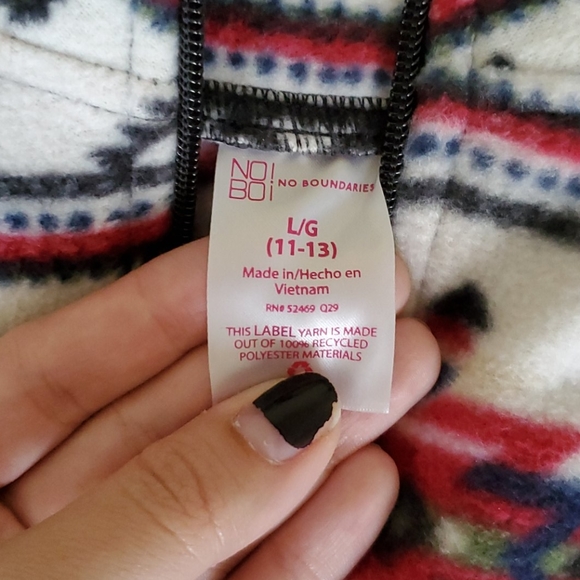 NO!
BO! NO BOUNDARIES
L/G
(11-13)
Made in/Hecho en
Vietnam
RN# 52469 Q29
THIS LABEL YARN IS MADE
OUT OF 100% RECYCLED
POLYESTER MATERIALS